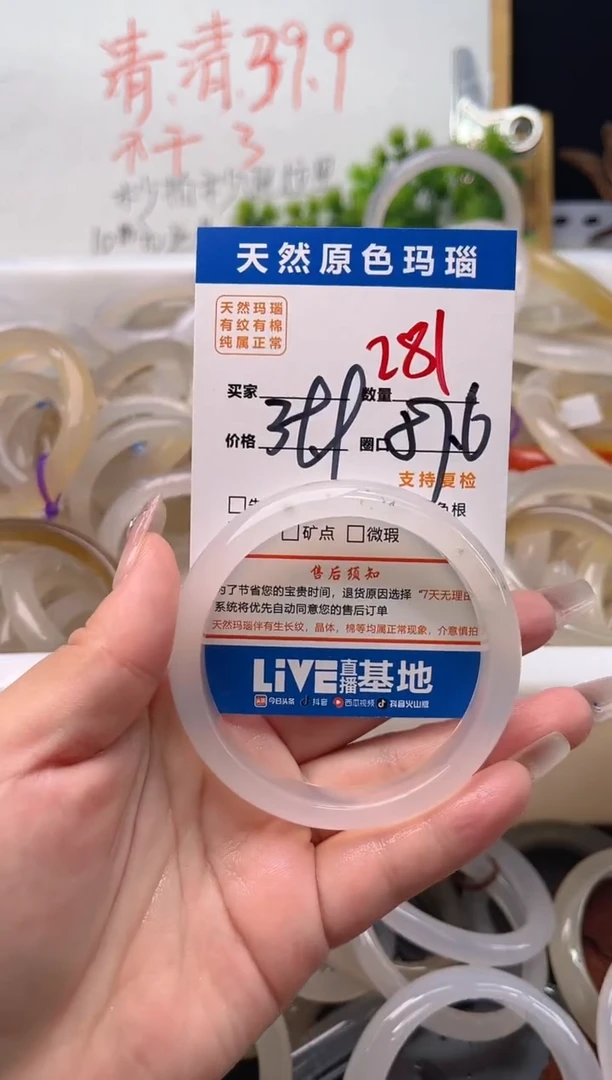 清.清.39.9
天然原色玛瑙
天然玛瑙
有纹有棉
纯属正常
281
买家 数量
价格 圈口
支持复检
矿点 微瑕
售后须知
为了节省您的宝贵时间，退货原因选择“7天无理由
系统将优先自动同意您的售后订单
天然玛瑙伴有生长纹，晶体，棉等均属正常现象，介意慎拍
LIVE直播基地
今日头条 抖音 西瓜视频 抖音火山版